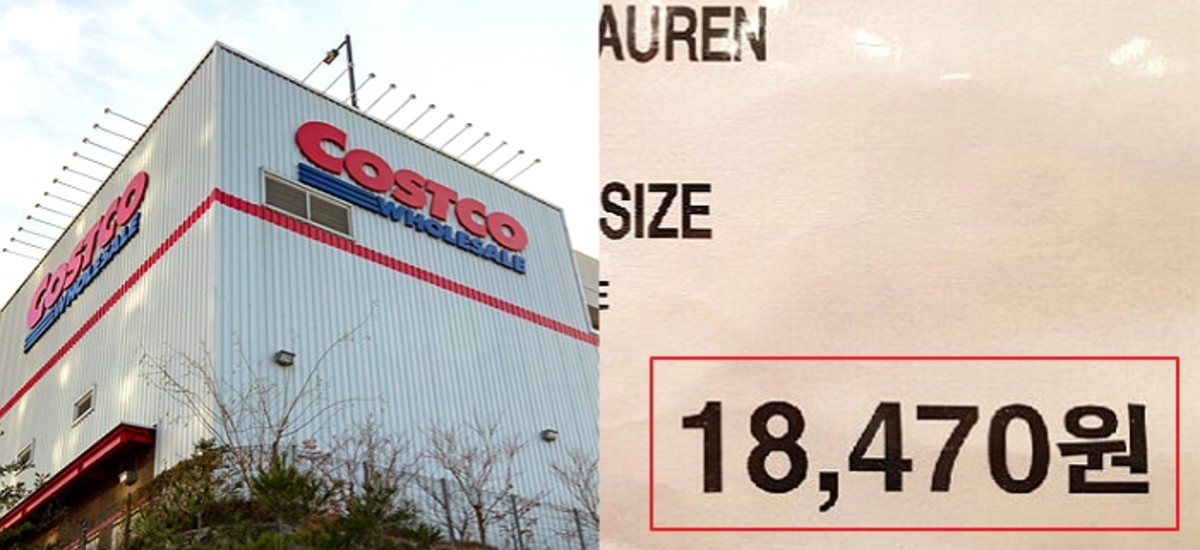 COSTCO
WHOLESALE
COSTCO
WHOLESALE
AUREN
SIZE
E
18,470원